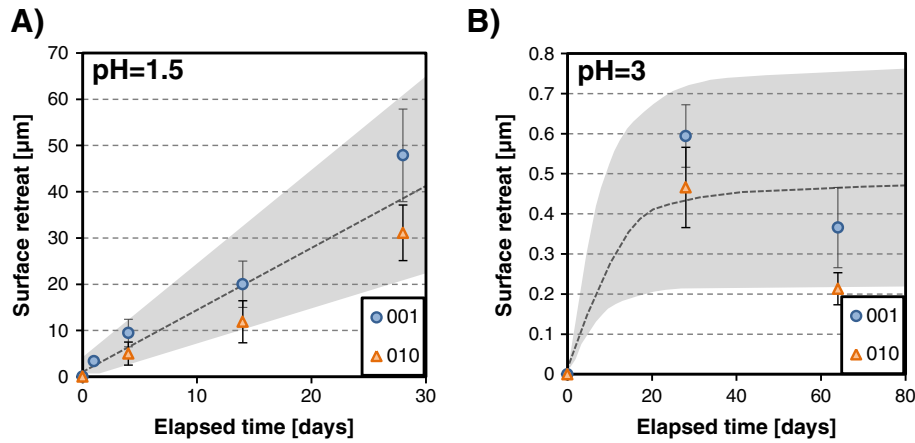 A)
pH=1.5
Surface retreat [µm]
70
60
50
40
30
20
10
0
0 10 20 30
Elapsed time [days]
001
010
B)
pH=3
Surface retreat [µm]
0.8
0.7
0.6
0.5
0.4
0.3
0.2
0.1
0
0 20 40 60 80
Elapsed time [days]
001
010